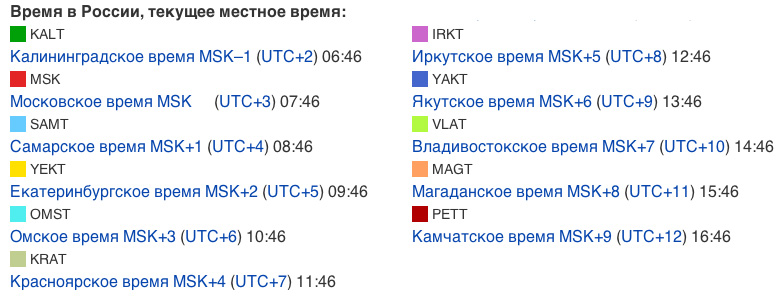 Время в России, текущее местное время:
KALT
Калининградское время MSK–1 (UTC+2) 06:46
MSK
Московское время MSK (UTC+3) 07:46
SAMT
Самарское время MSK+1 (UTC+4) 08:46
YEKT
Екатеринбургское время MSK+2 (UTC+5) 09:46
OMST
Омское время MSK+3 (UTC+6) 10:46
KRAT
Красноярское время MSK+4 (UTC+7) 11:46
IRKT
Иркутское время MSK+5 (UTC+8) 12:46
YAKT
Якутское время MSK+6 (UTC+9) 13:46
VLAT
Владивостокское время MSK+7 (UTC+10) 14:46
MAGT
Магаданское время MSK+8 (UTC+11) 15:46
PETT
Камчатское время MSK+9 (UTC+12) 16:46